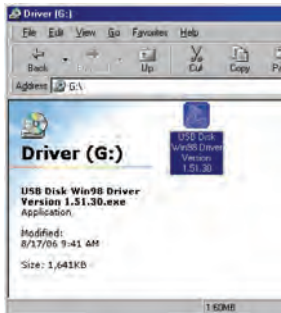 Driver (G:)
File Edit View Go Favorites Help
Back Up Cut Copy
Address G:\
USB Disk
Win98 Driver
Version
1.51.30
Driver (G:)
USB Disk Win98 Driver
Version 1.51.30.exe
Application
Modified:
8/17/06 9:41 AM
Size: 1,641KB
1.60MB